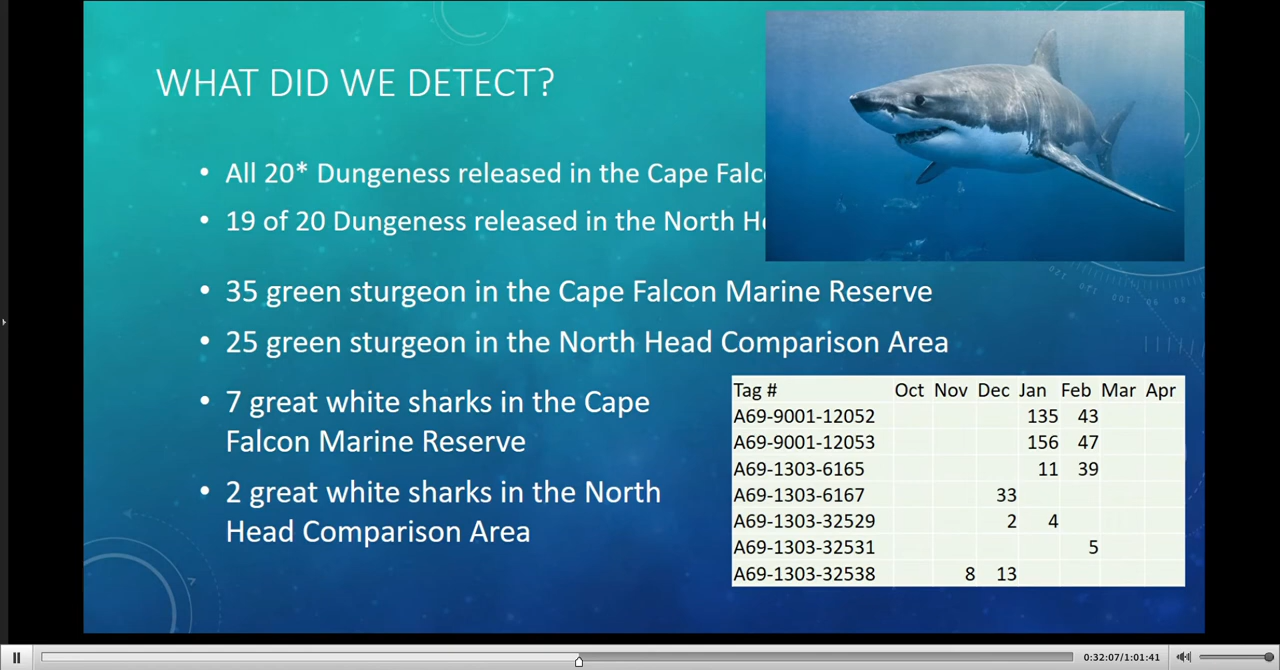 WHAT DID WE DETECT?
• All 20* Dungeness released in the Cape
• 19 of 20 Dungeness released in the North
• 35 green sturgeon in the Cape Falcon Marine Reserve
• 25 green sturgeon in the North Head Comparison Area
• 7 great white sharks in the Cape
Falcon Marine Reserve
• 2 great white sharks in the North
Head Comparison Area
Tag # Oct Nov Dec Jan Feb Mar Apr
A69-9001-12052 135 43
A69-9001-12053 156 47
A69-1303-6165 11 39
A69-1303-6167 33
A69-1303-32529 2 4
A69-1303-32531 5
A69-1303-32538 8 13
0:32:07/1:01:41